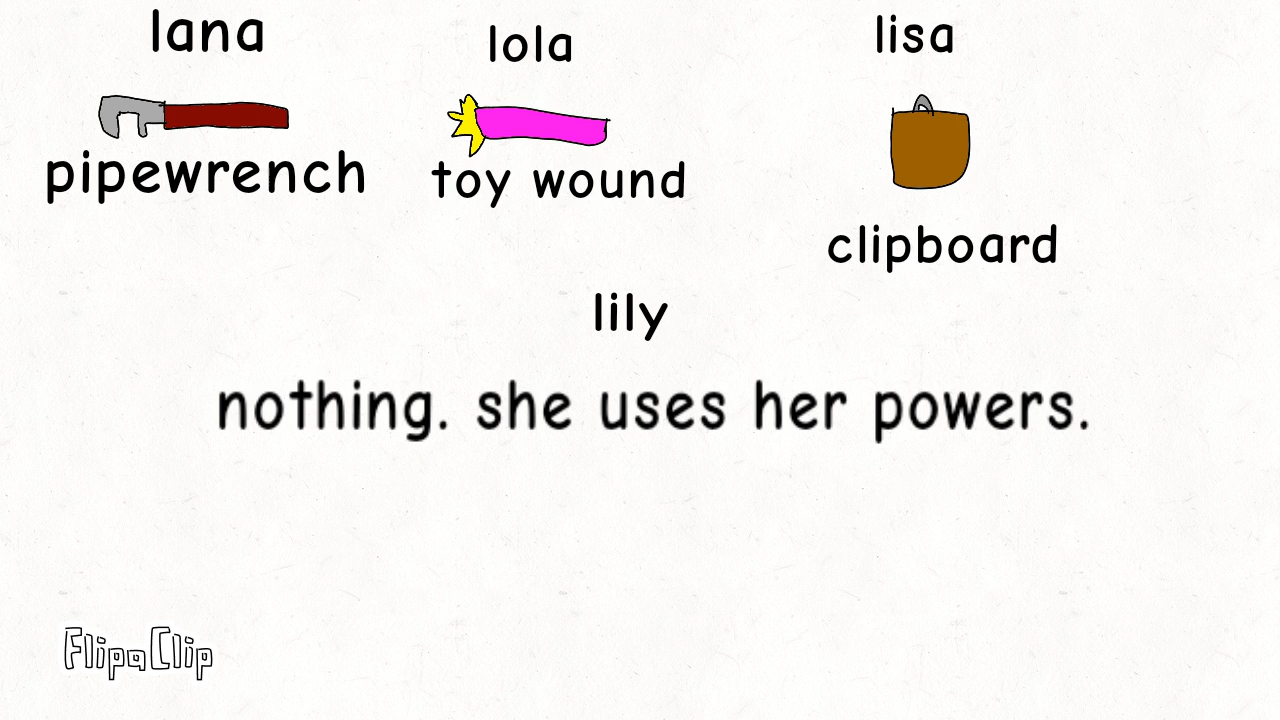 lana
lola
lisa
pipewrench
toy wound
clipboard
lily
nothing. she uses her powers.
FlipaClip